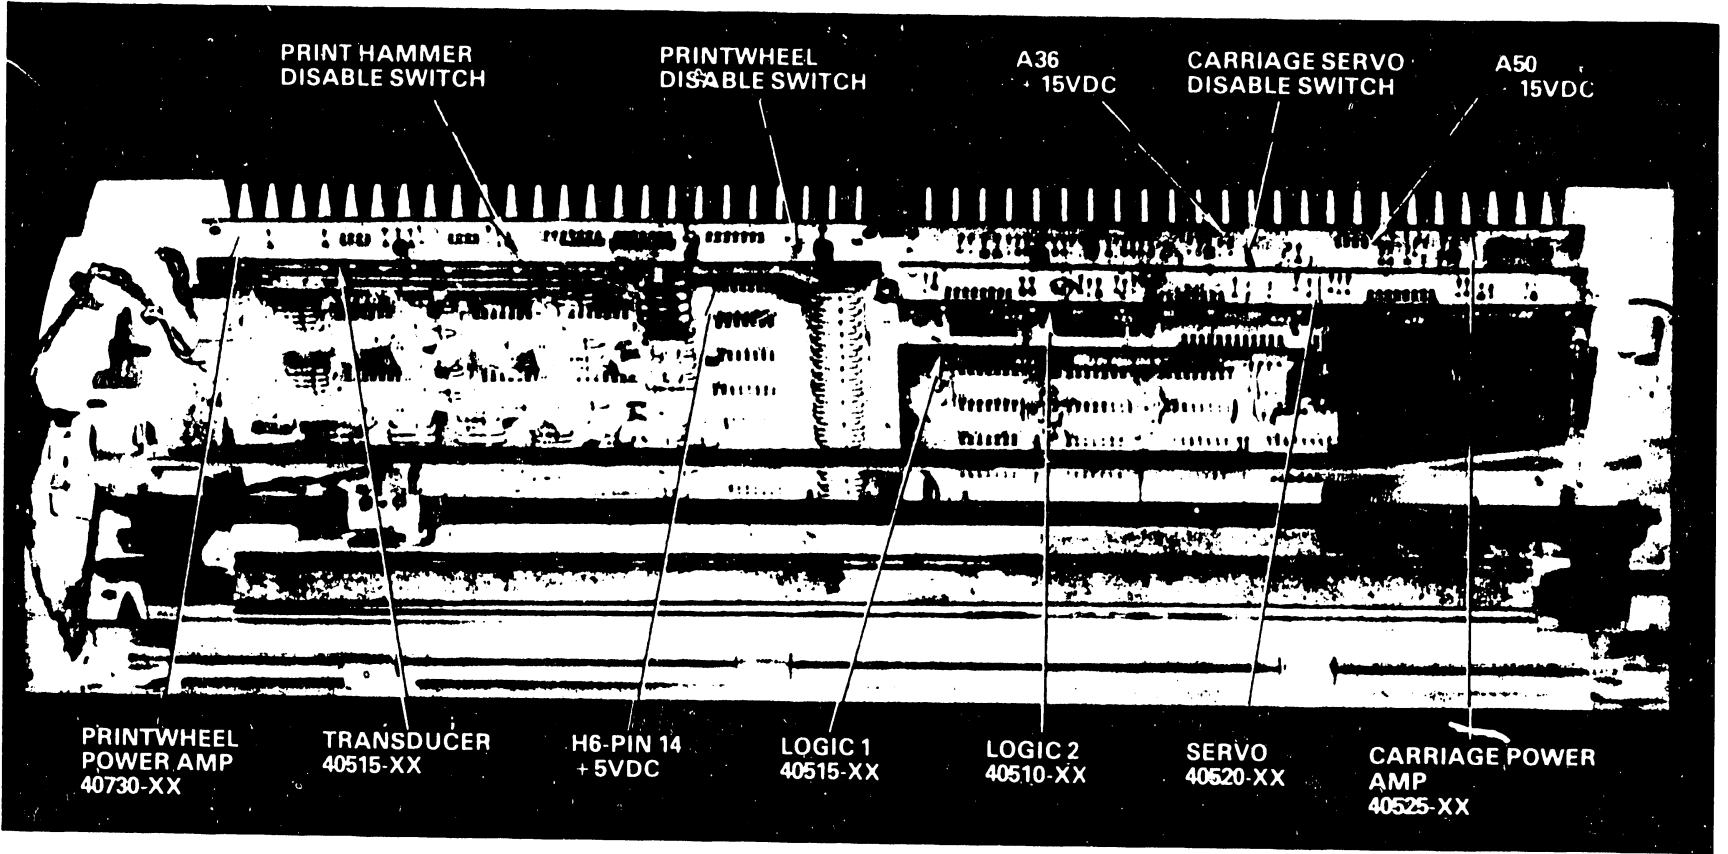 PRINT HAMMER
DISABLE SWITCH
PRINTWHEEL
DISABLE SWITCH
A36
15VDC
CARRIAGE SERVO
DISABLE SWITCH
A50
15VDC
PRINTWHEEL
POWER AMP
40730-XX
TRANSDUCER
40515-XX
H6-PIN 14
+5VDC
LOGIC 1
40515-XX
LOGIC 2
40510-XX
SERVO
40520-XX
CARRIAGE POWER
AMP
40525-XX